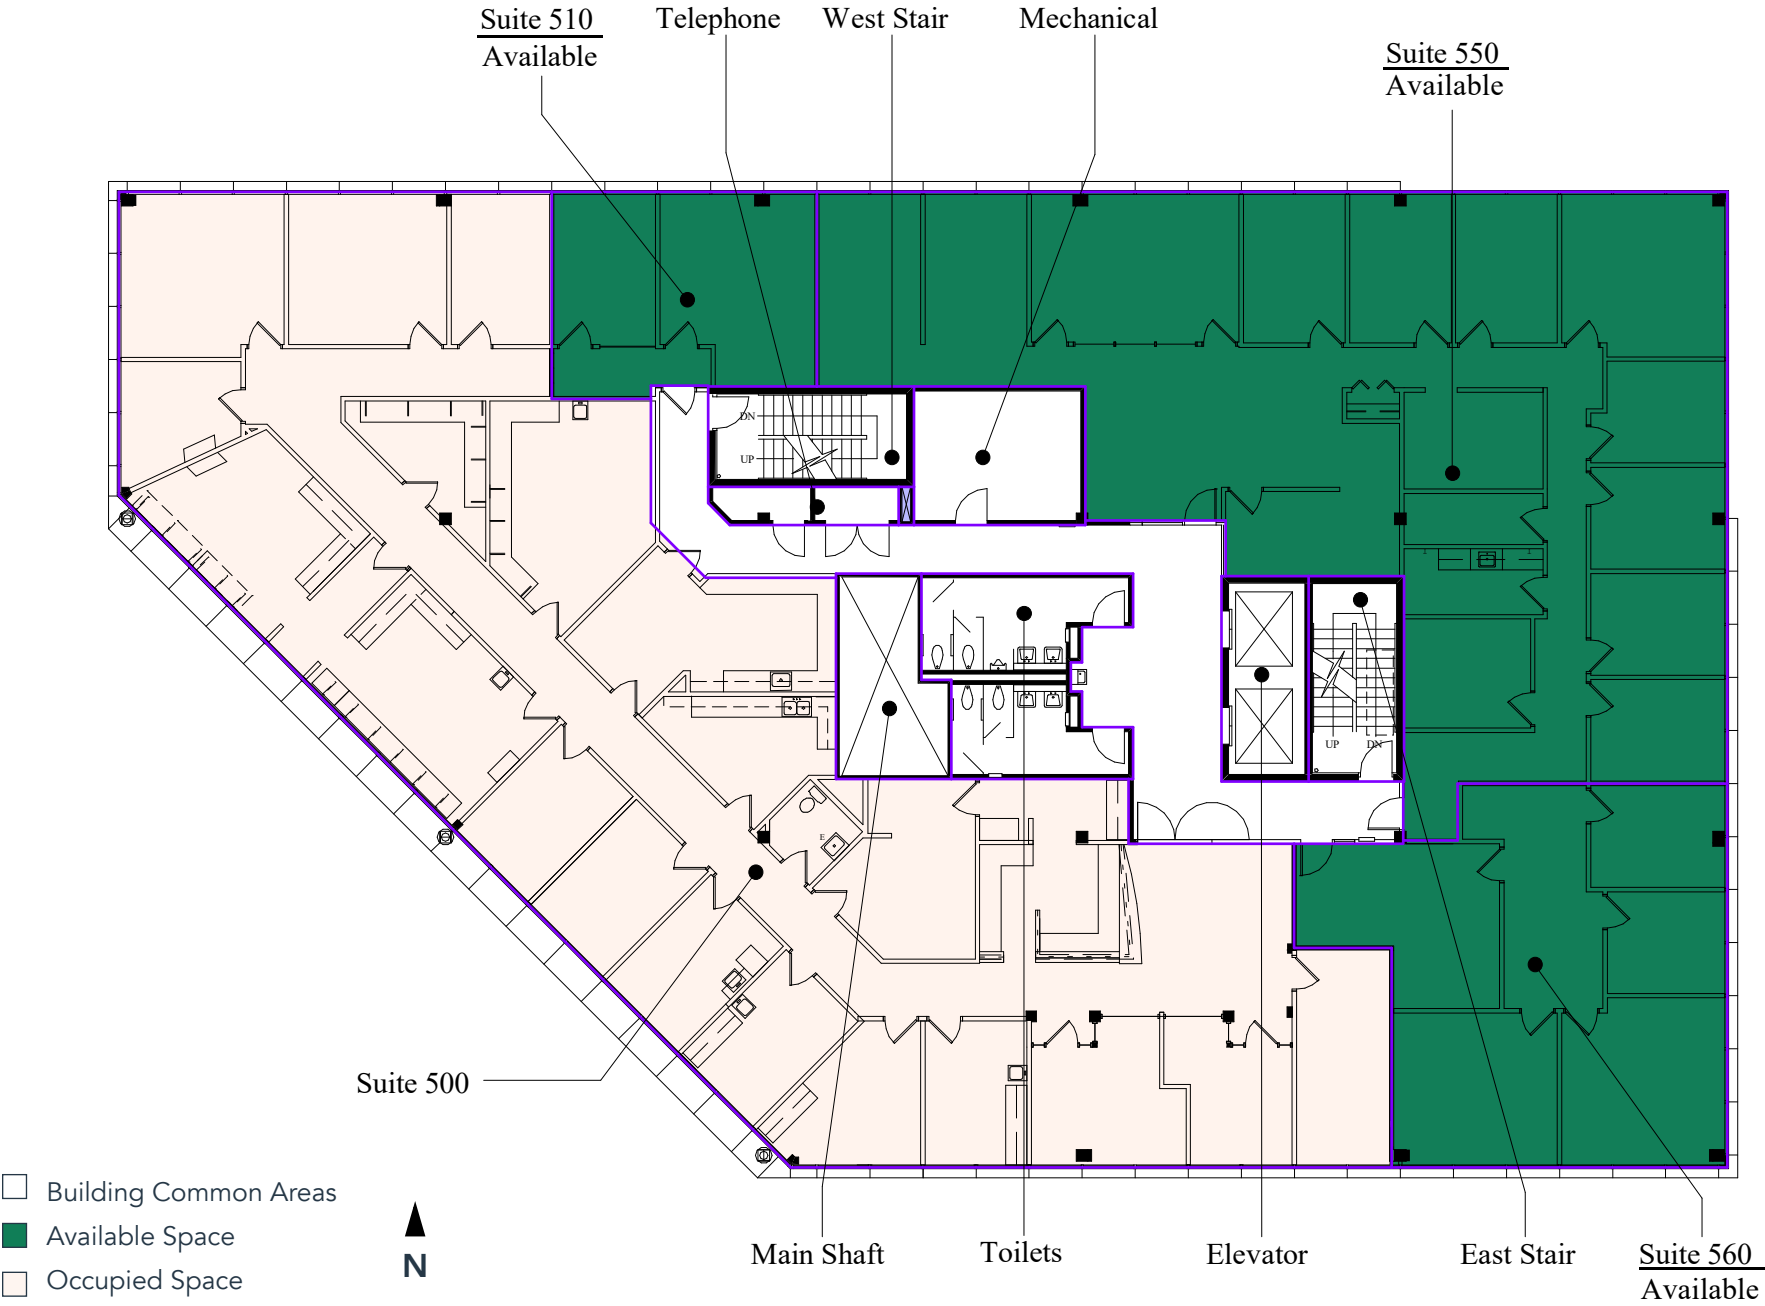 Suite 510
Available
Telephone
West Stair
Mechanical
Suite 550
Available
DN
UP
UP
DN
E
Suite 500
Building Common Areas
Available Space
Occupied Space
N
Main Shaft
Toilets
Elevator
East Stair
Suite 560
Available